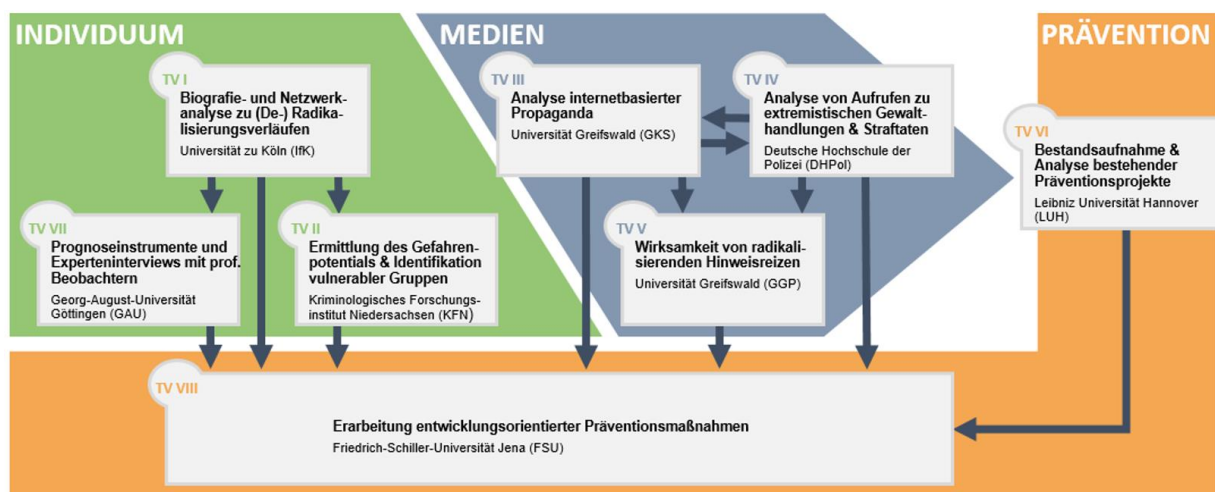 INDIVIDUUM
TV I
Biografie- und Netzwerk-
analyse zu (De-) Radika-
lisierungsverläufen
Universität zu Köln (IfK)
TV VII
Prognoseinstrumente und
Experteninterviews mit prof.
Beobachtern
Georg-August-Universität
Göttingen (GAU)
TV II
Ermittlung des Gefahren-
potentials & Identifikation
vulnerabler Gruppen
Kriminologisches Forschungs-
institut Niedersachsen (KFN)
MEDIEN
TV III
Analyse internetbasierter
Propaganda
Universität Greifswald (GKS)
TV IV
Analyse von Aufrufen zu
extremistischen Gewalt-
handlungen & Straftaten
Deutsche Hochschule der
Polizei (DHPol)
TV V
Wirksamkeit von radikali-
sierenden Hinweisreizen
Universität Greifswald (GGP)
PRÄVENTION
TV VI
Bestandsaufnahme &
Analyse bestehender
Präventionsprojekte
Leibniz Universität Hannover
(LUH)
TV VIII
Erarbeitung entwicklungsorientierter Präventionsmaßnahmen
Friedrich-Schiller-Universität Jena (FSU)